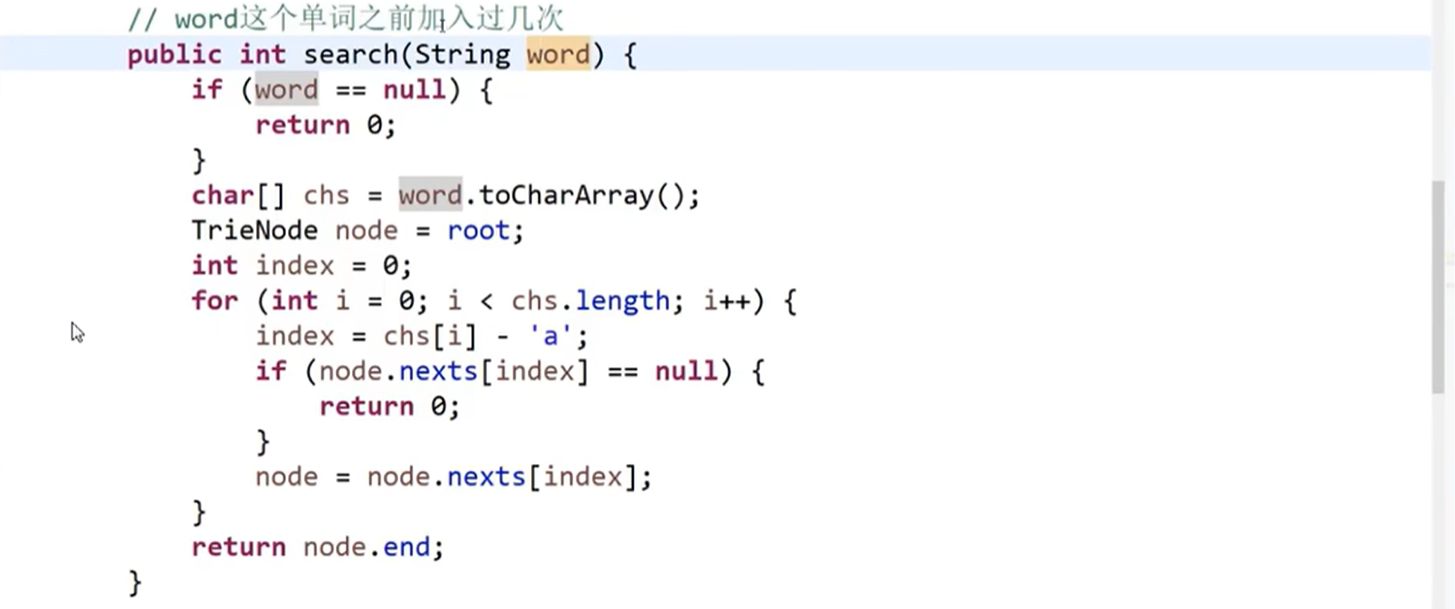 // word这个单词之前加入过几次
public int search(String word) {
if (word == null) {
return 0;
}
char[] chs = word.toCharArray();
TrieNode node = root;
int index = 0;
for (int i = 0; i < chs.length; i++) {
index = chs[i] - 'a';
if (node.nexts[index] == null) {
return 0;
}
node = node.nexts[index];
}
return node.end;
}